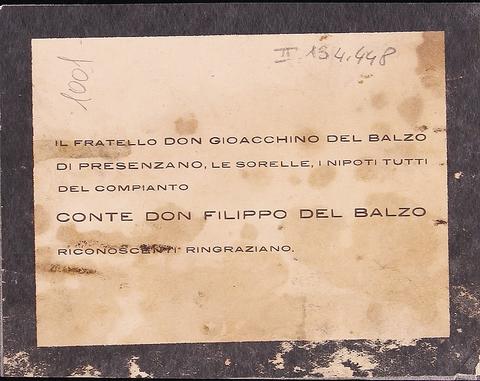 1001
II 134.448
IL FRATELLO DON GIOACCHINO DEL BALZO
DI PRESENZANO, LE SORELLE, I NIPOTI TUTTI
DEL COMPIANTO
CONTE DON FILIPPO DEL BALZO
RICONOSCENTI RINGRAZIANO.